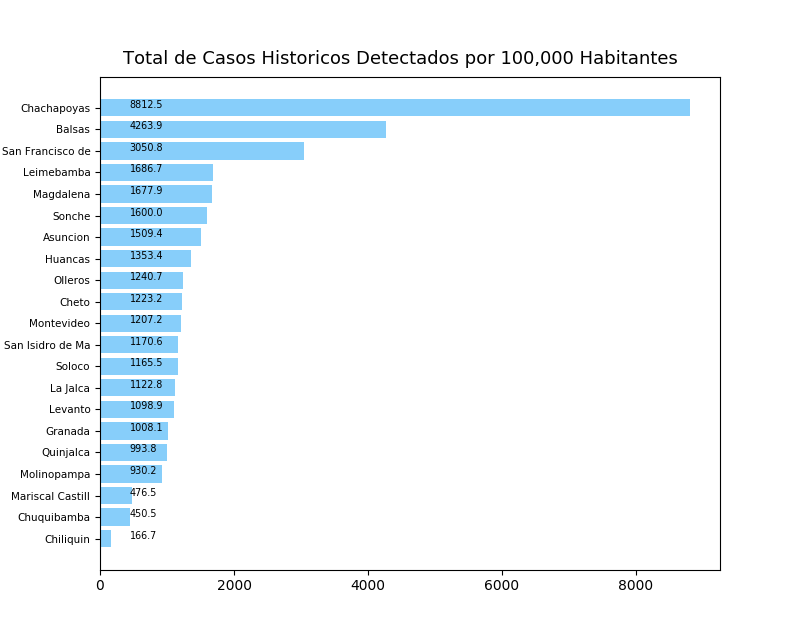 Total de Casos Historicos Detectados por 100,000 Habitantes
Chachapoyas 8812.5
Balsas 4263.9
San Francisco de 3050.8
Leimebamba 1686.7
Magdalena 1677.9
Sonche 1600.0
Asuncion 1509.4
Huancas 1353.4
Olleros 1240.7
Cheto 1223.2
Montevideo 1207.2
San Isidro de Ma 1170.6
Soloco 1165.5
La Jalca 1122.8
Levanto 1098.9
Granada 1008.1
Quinjalca 993.8
Molinopampa 930.2
Mariscal Castill 476.5
Chuquibamba 450.5
Chiliquin 166.7
0 2000 4000 6000 8000